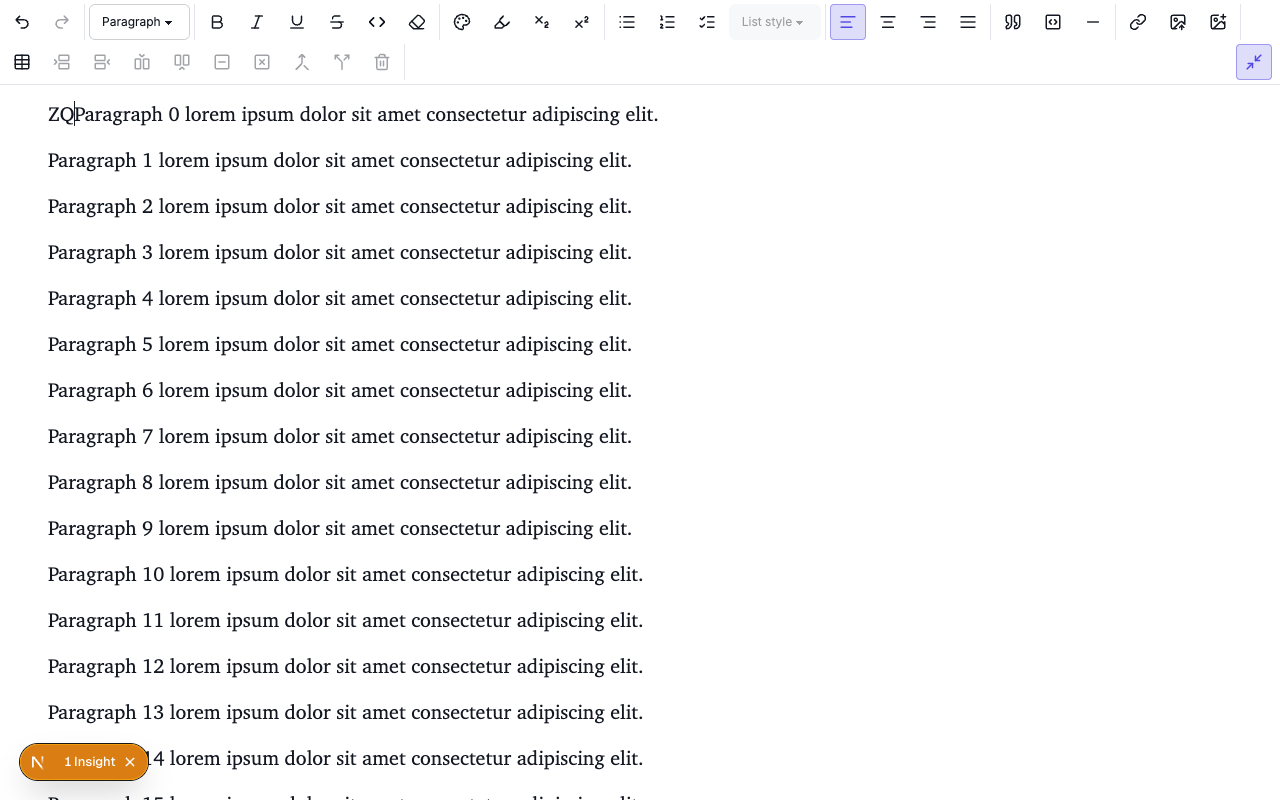 Paragraph
List style
ZQParagraph 0 lorem ipsum dolor sit amet consectetur adipiscing elit.
Paragraph 1 lorem ipsum dolor sit amet consectetur adipiscing elit.
Paragraph 2 lorem ipsum dolor sit amet consectetur adipiscing elit.
Paragraph 3 lorem ipsum dolor sit amet consectetur adipiscing elit.
Paragraph 4 lorem ipsum dolor sit amet consectetur adipiscing elit.
Paragraph 5 lorem ipsum dolor sit amet consectetur adipiscing elit.
Paragraph 6 lorem ipsum dolor sit amet consectetur adipiscing elit.
Paragraph 7 lorem ipsum dolor sit amet consectetur adipiscing elit.
Paragraph 8 lorem ipsum dolor sit amet consectetur adipiscing elit.
Paragraph 9 lorem ipsum dolor sit amet consectetur adipiscing elit.
Paragraph 10 lorem ipsum dolor sit amet consectetur adipiscing elit.
Paragraph 11 lorem ipsum dolor sit amet consectetur adipiscing elit.
Paragraph 12 lorem ipsum dolor sit amet consectetur adipiscing elit.
Paragraph 13 lorem ipsum dolor sit amet consectetur adipiscing elit.
14 lorem ipsum dolor sit amet consectetur adipiscing elit.
1 Insight